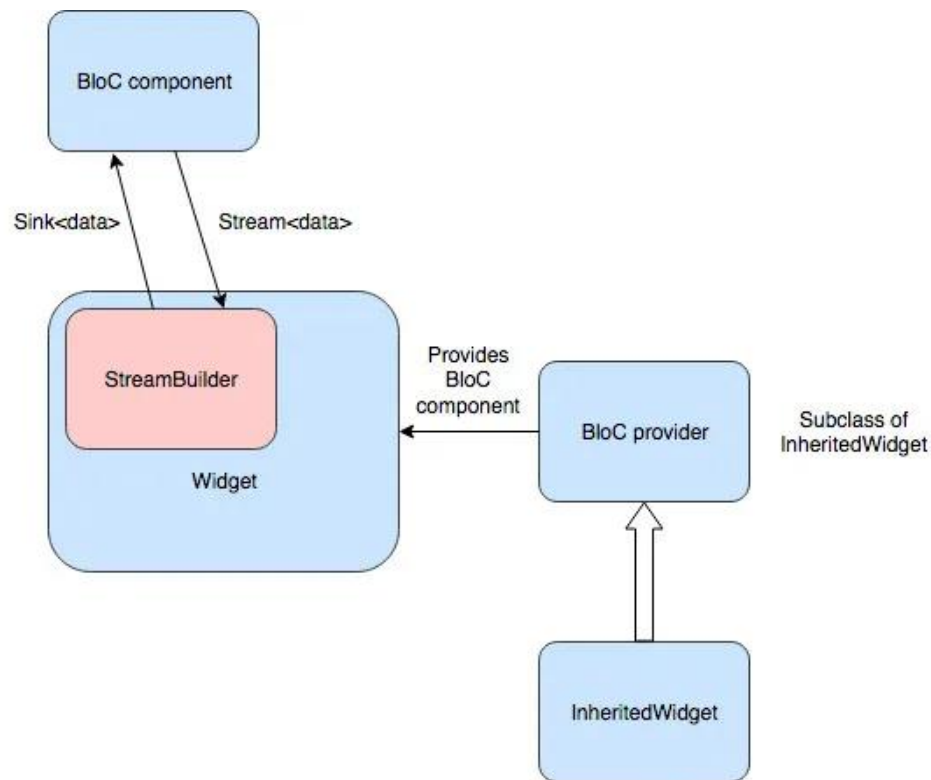 BloC component
Sink<data>
Stream<data>
StreamBuilder
Widget
Provides
BloC
component
BloC provider
Subclass of
InheritedWidget
InheritedWidget